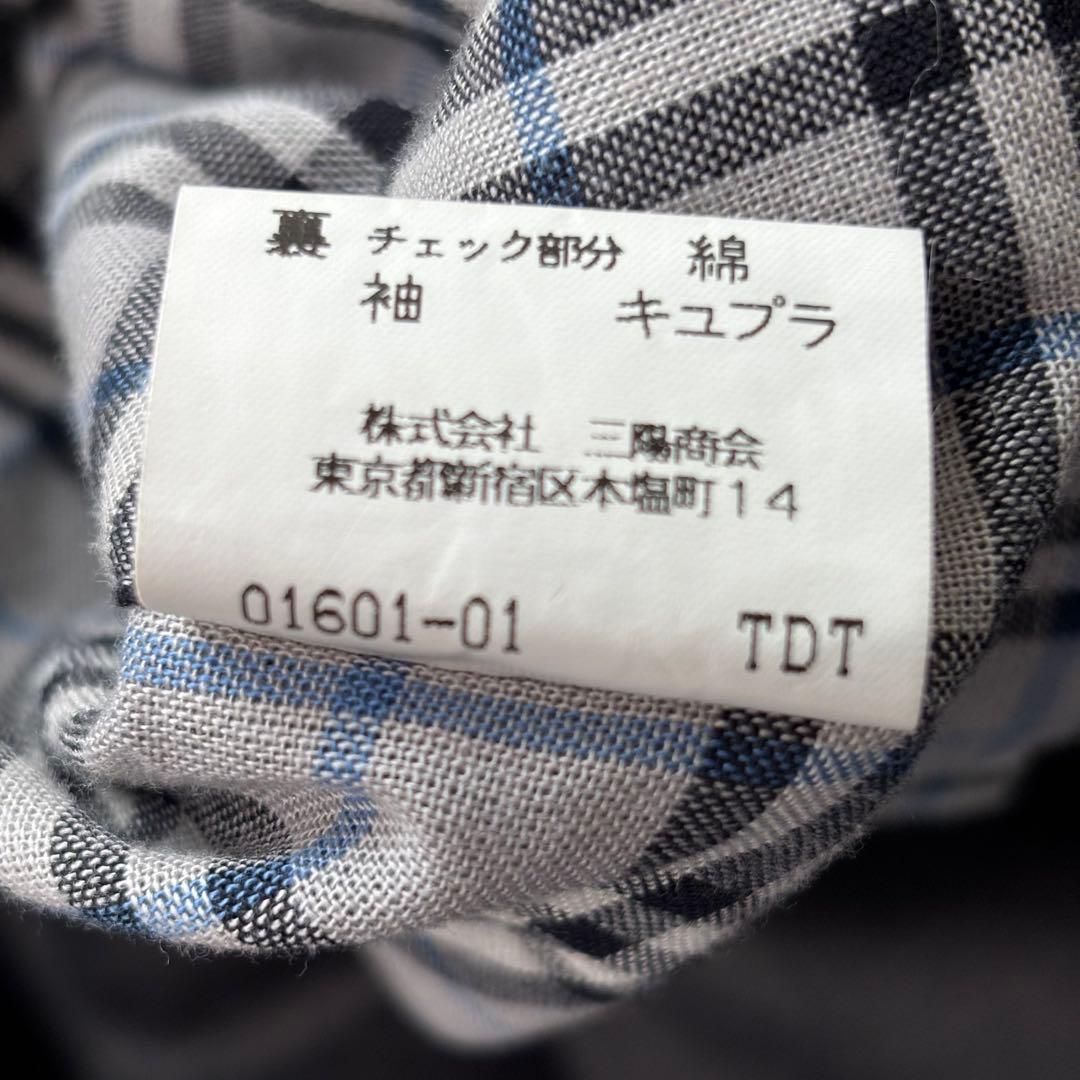 裏 チェック部分 綿
袖 キュプラ
株式会社 三陽商会
東京都新宿区本塩町14
01601-01 TDT